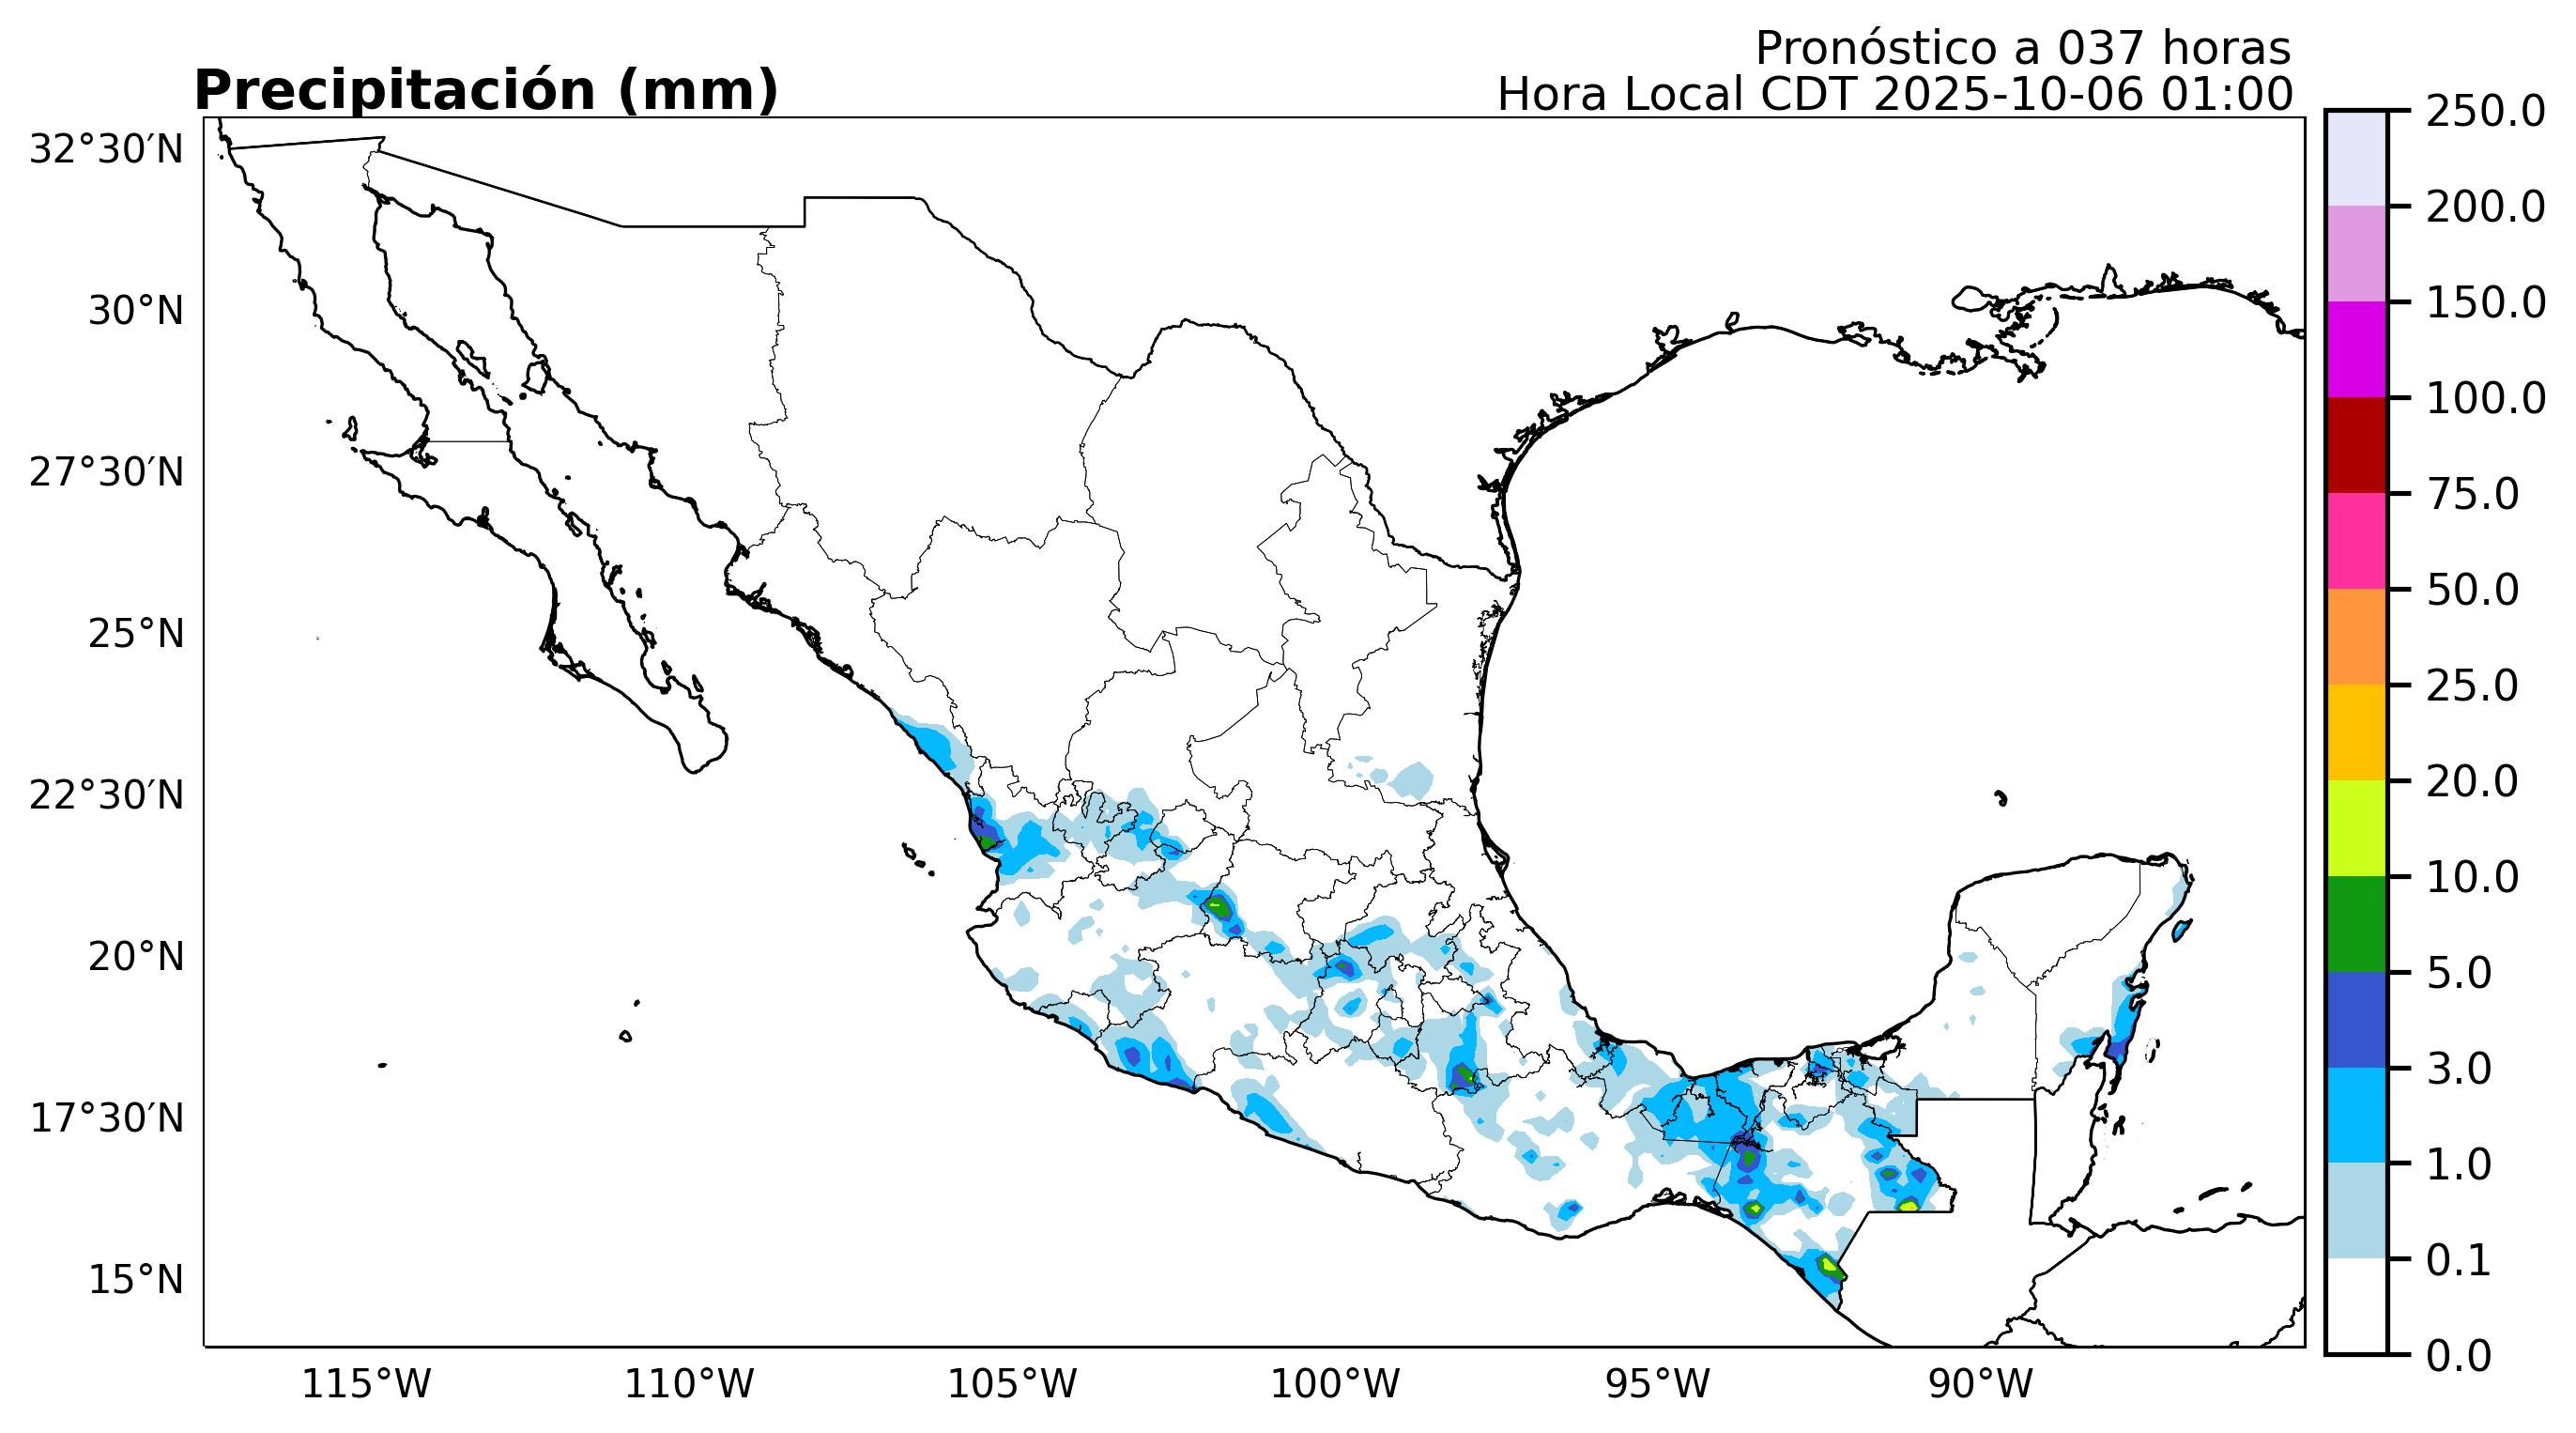 Pronóstico a 037 horas
Precipitación (mm)
Hora Local CDT 2025-10-06 01:00
32°30′N
30°N
27°30′N
25°N
22°30′N
20°N
17°30′N
15°N
115°W
110°W
105°W
100°W
95°W
90°W
250.0
200.0
150.0
100.0
75.0
50.0
25.0
20.0
10.0
5.0
3.0
1.0
0.1
0.0